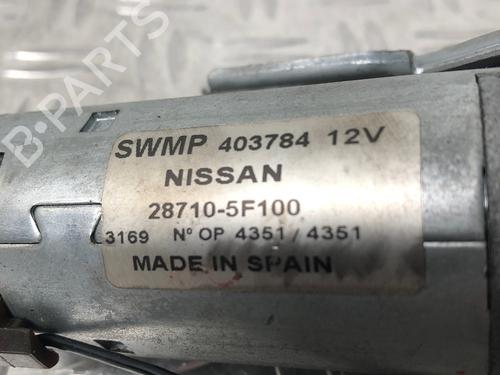 B-PARTS
SWMP 403784 12V
NISSAN
28710-5F100
3169 Nº OP 4351/4351
MADE IN SPAIN